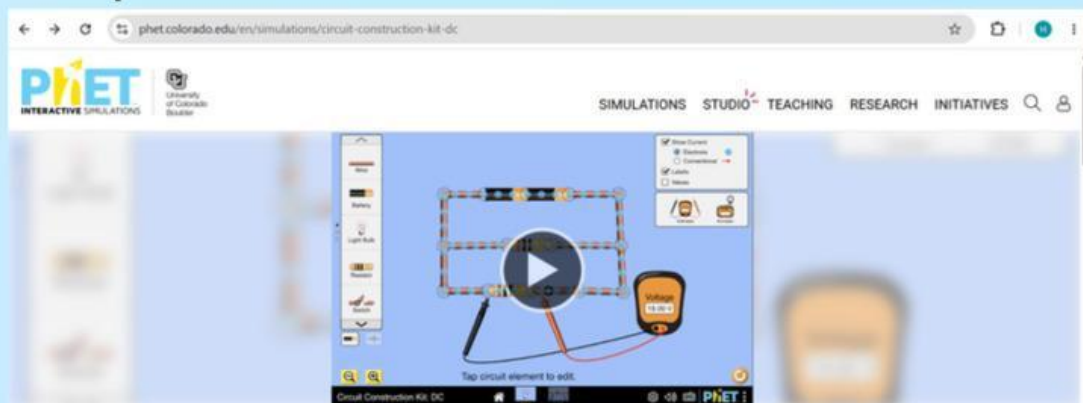 phet.colorado.edu/en/simulations/circuit-construction-kit-dc
PhET
INTERACTIVE SIMULATIONS
University
of Colorado
Boulder
SIMULATIONS STUDIO TEACHING RESEARCH INITIATIVES
Show Current
Electrons
Conventional
Labels
Values
Wire
Battery
Light Bulb
Resistor
Switch
Voltage
Tap circuit element to edit.
Circuit Construction Kit: DC
PhET